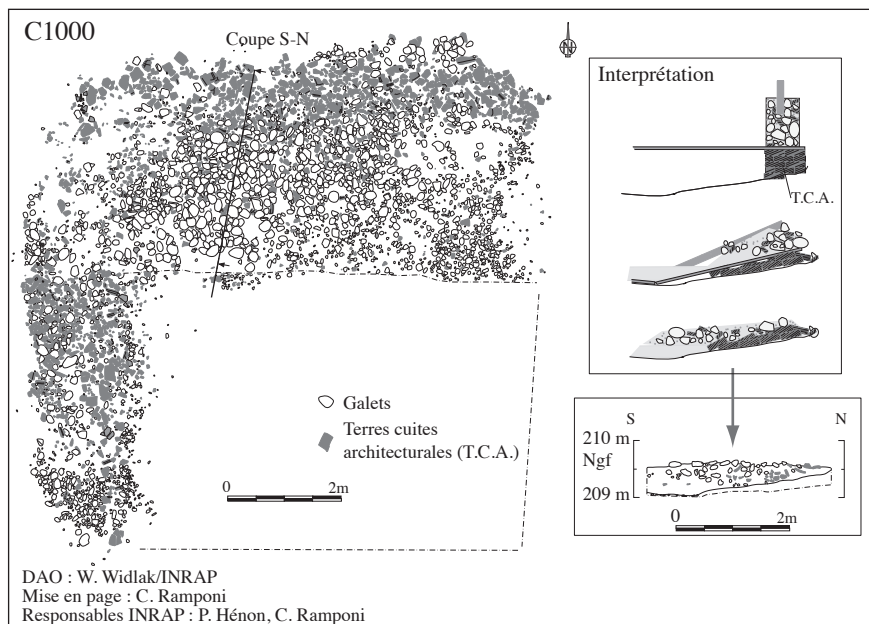 C1000
Coupe S-N
N
Interprétation
T.C.A.
Galets
Terres cuites
architecturales (T.C.A.)
0 2m
S N
210 m
Ngf
209 m
0 2m
DAO : W. Widlak/INRAP
Mise en page : C. Ramponi
Responsables INRAP : P. Hénon, C. Ramponi